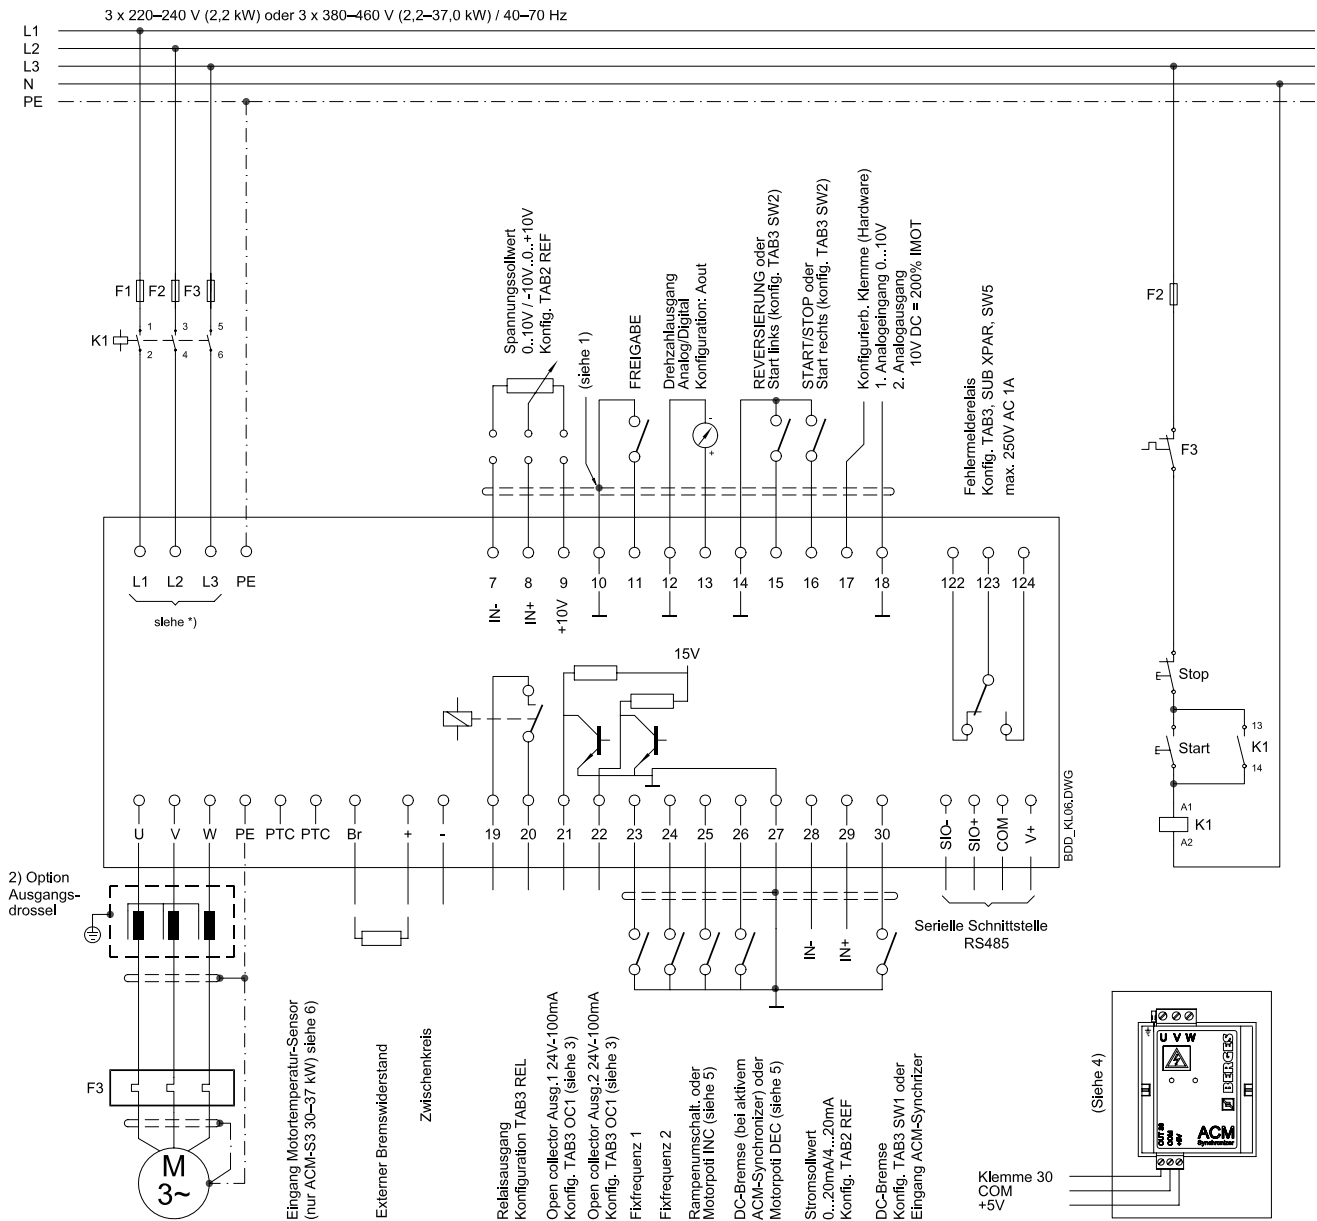 3 x 220–240 V (2,2 kW) oder 3 x 380–460 V (2,2–37,0 kW) / 40–70 Hz
L1
L2
L3
N
PE
F1 F2 F3
K1
1 3 5
2 4 6
Spannungssollwert
0..10V / -10V..0..+10V
Konfig. TAB2 REF
(siehe 1)
FREIGABE
Drehzahlausgang
Analog/Digital
Konfiguration: Aout
-
+
REVERSIERUNG oder
Start links (konfig. TAB3 SW2)
START/STOP oder
Start rechts (konfig. TAB3 SW2)
Konfigurierb. Klemme (Hardware)
1. Analogeingang 0...10V
2. Analogausgang
10V DC = 200% IMOT
Fehlermelderelais
Konfig. TAB3, SUB XPAR, SW5
max. 250V AC 1A
F2
F3
Stop
Start
13
K1
14
A1
K1
A2
L1 L2 L3 PE
siehe *)
7 8 9 10 11 12 13 14 15 16 17 18
IN- IN+ +10V
122 123 124
15V
U V W PE PTC PTC Br + -
19 20 21 22 23 24 25 26 27 28 29 30
SIO- SIO+ COM V+
BDD_KL06.DWG
2) Option
Ausgangs-
drossel
IN- IN+
Serielle Schnittstelle
RS485
F3
M
3~
Eingang Motortemperatur-Sensor
(nur ACM-S3 30–37 kW) siehe 6)
Externer Bremswiderstand
Zwischenkreis
Relaisausgang
Konfiguration TAB3 REL
Open collector Ausg.1 24V-100mA
Konfig. TAB3 OC1 (siehe 3)
Open collector Ausg.2 24V-100mA
Konfig. TAB3 OC1 (siehe 3)
Fixfrequenz 1
Fixfrequenz 2
Rampenumschalt. oder
Motorpoti INC (siehe 5)
DC-Bremse (bei aktivem
ACM-Synchronizer) oder
Motorpoti DEC (siehe 5)
Stromsollwert
0...20mA/4...20mA
Konfig. TAB2 REF
DC-Bremse
Konfig. TAB3 SW1 oder
Eingang ACM-Synchrizer
(Siehe 4)
U V W
BERGES
ACM
Synchronizer
OUT 30
COM
+5V
Klemme 30
COM
+5V